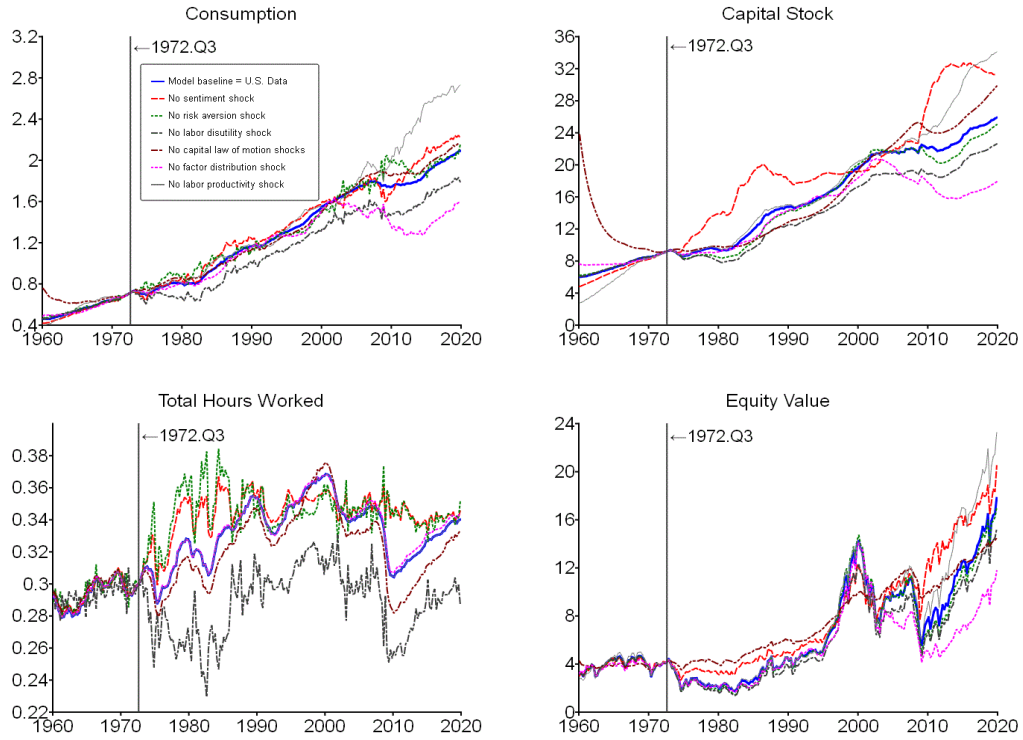 Consumption
3.2
2.8
2.4
2
1.6
1.2
0.8
0.4
←1972.Q3
Model baseline = U.S. Data
No sentiment shock
No risk aversion shock
No labor disutility shock
No capital law of motion shocks
No factor distribution shock
No labor productivity shock
1960 1970 1980 1990 2000 2010 2020
Capital Stock
36
32
28
24
20
16
12
8
4
0
←1972.Q3
1960 1970 1980 1990 2000 2010 2020
Total Hours Worked
0.38
0.36
0.34
0.32
0.3
0.28
0.26
0.24
0.22
←1972.Q3
1960 1970 1980 1990 2000 2010 2020
Equity Value
24
20
16
12
8
4
0
←1972.Q3
1960 1970 1980 1990 2000 2010 2020